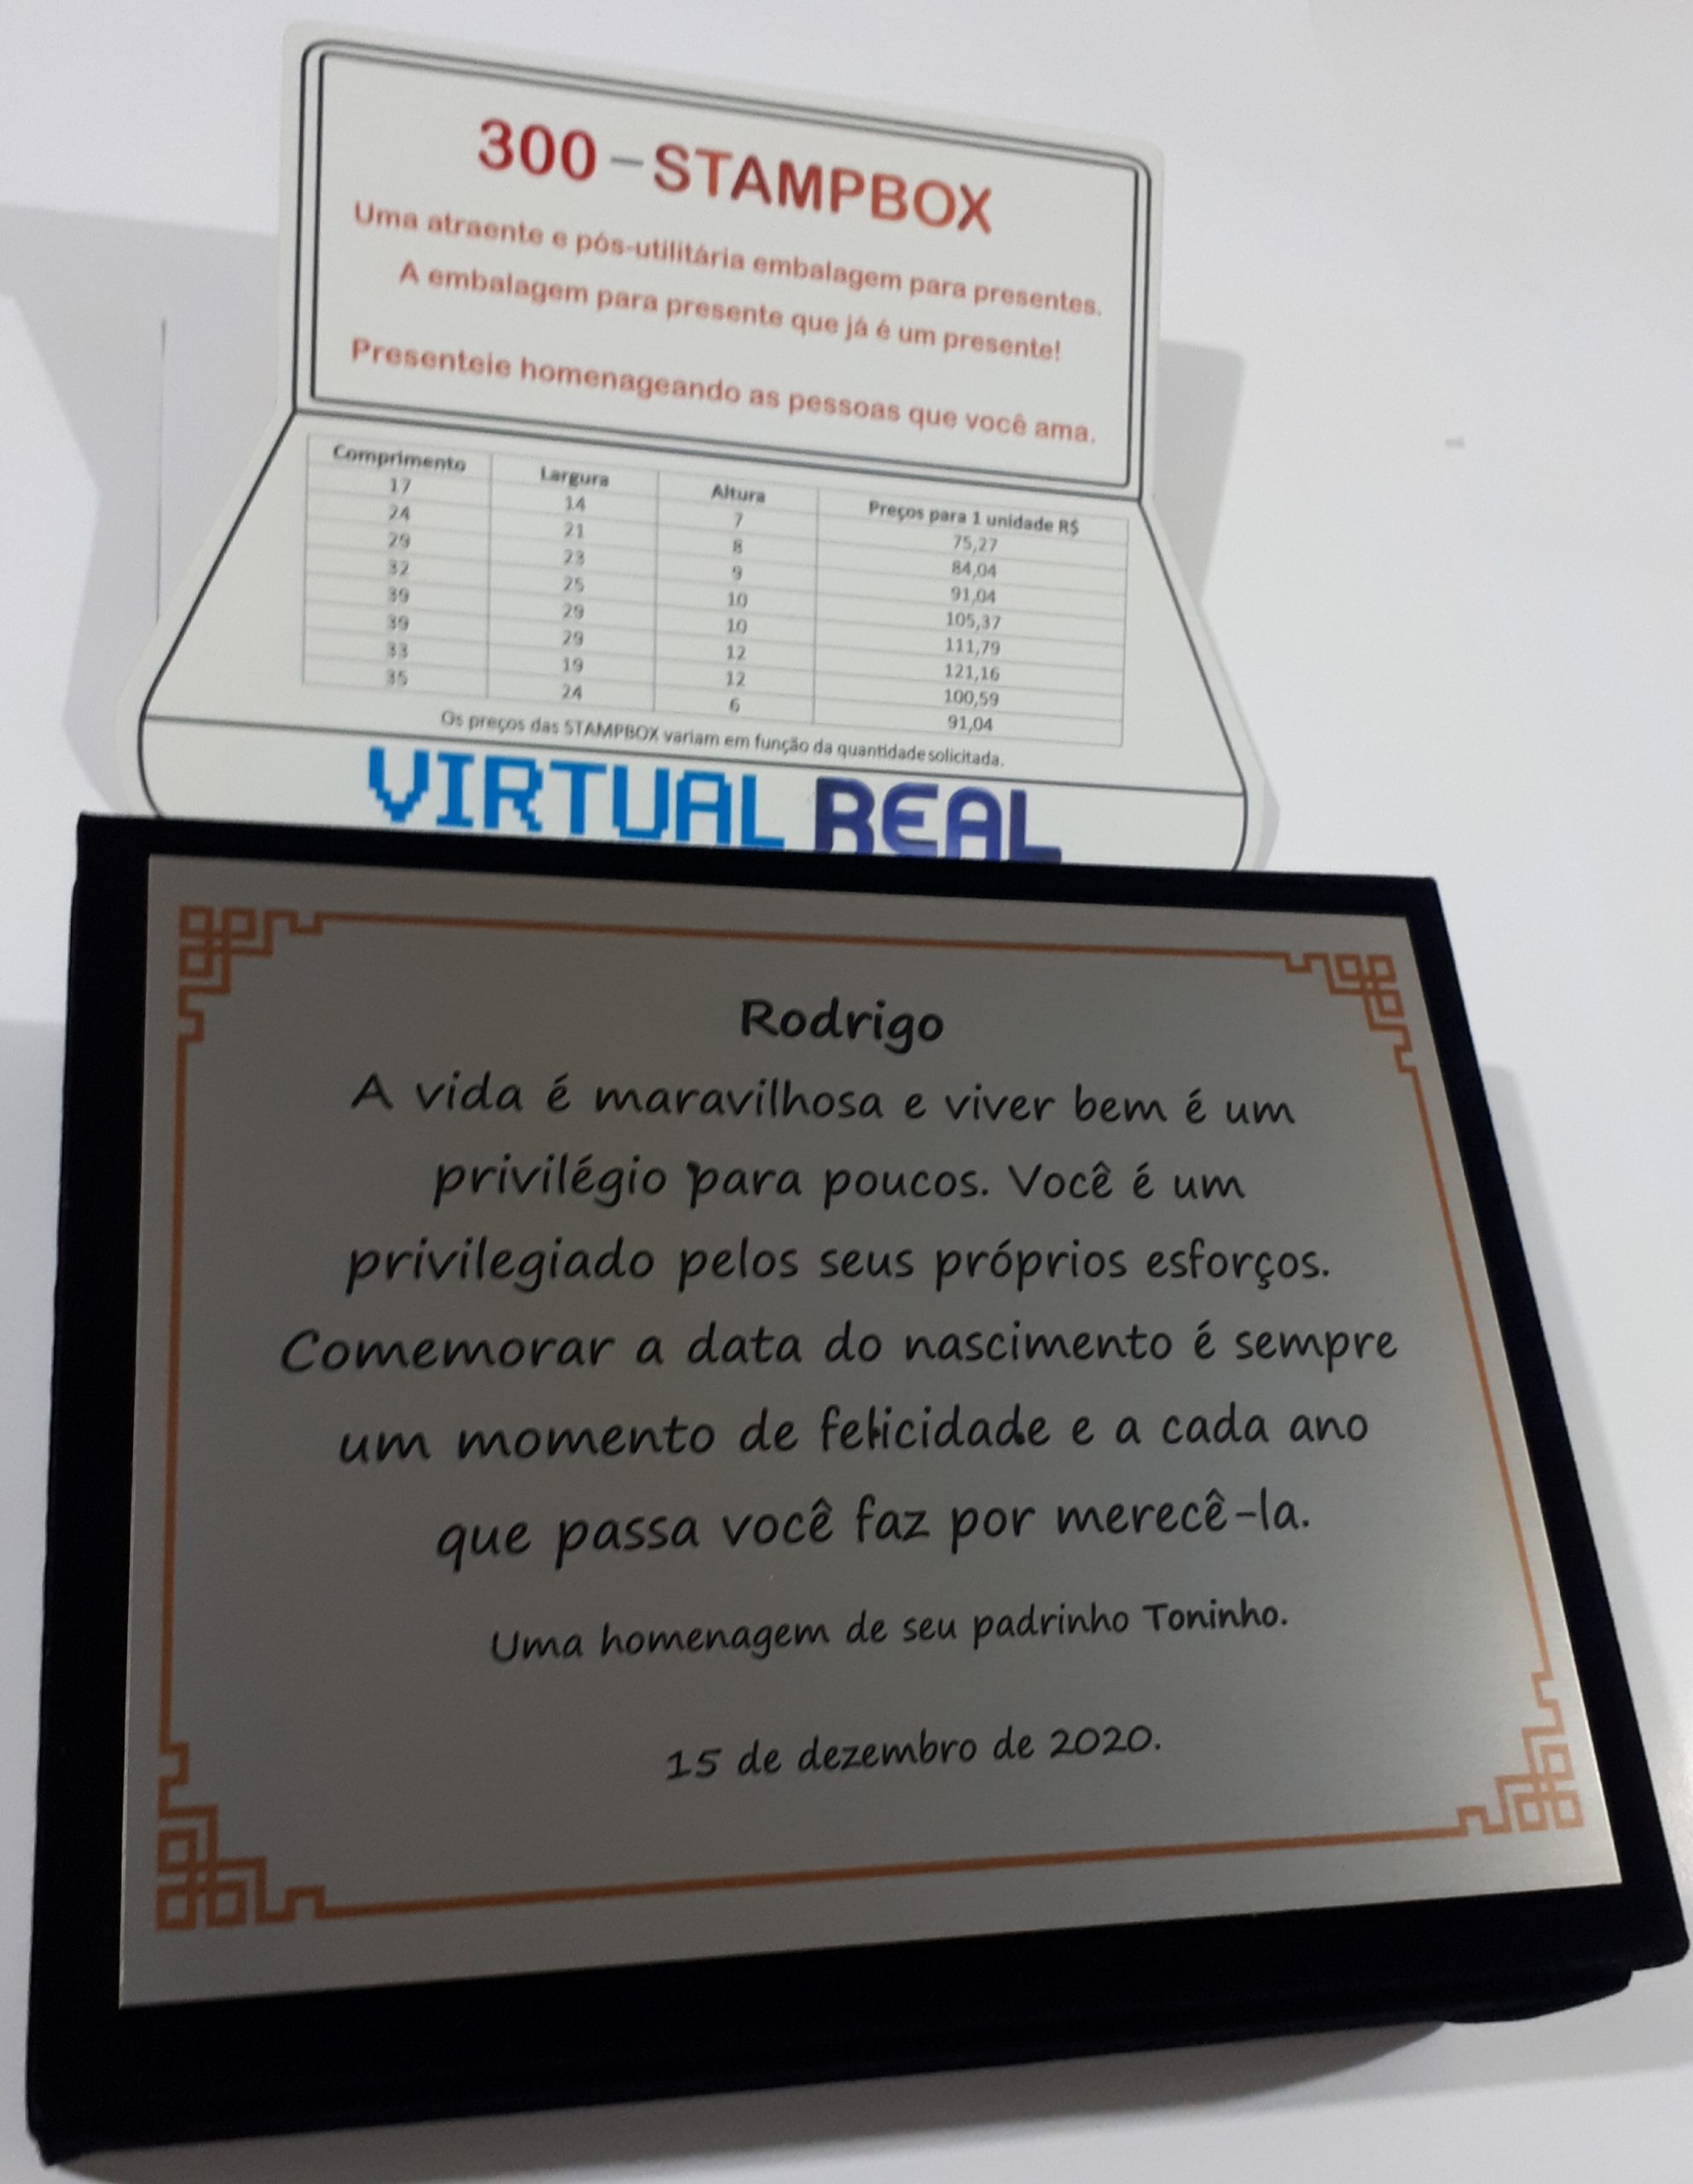 300 – STAMPBOX
Uma atraente e pós-utilitária embalagem para presentes.
A embalagem para presente que já é um presente!
Presenteie homenageando as pessoas que você ama.
Comprimento Largura Altura Preços para 1 unidade R$
17 14 7 75,27
24 21 8 84,04
29 23 9 91,04
32 25 10 105,37
39 29 10 111,79
39 29 12 121,16
33 19 12 100,59
35 24 6 91,04
Os preços das STAMPBOX variam em função da quantidade solicitada.
VIRTUAL REAL
Rodrigo
A vida é maravilhosa e viver bem é um
privilégio para poucos. Você é um
privilegiado pelos seus próprios esforços.
Comemorar a data do nascimento é sempre
um momento de felicidade e a cada ano
que passa você faz por merecê-la.
Uma homenagem de seu padrinho Toninho.
15 de dezembro de 2020.